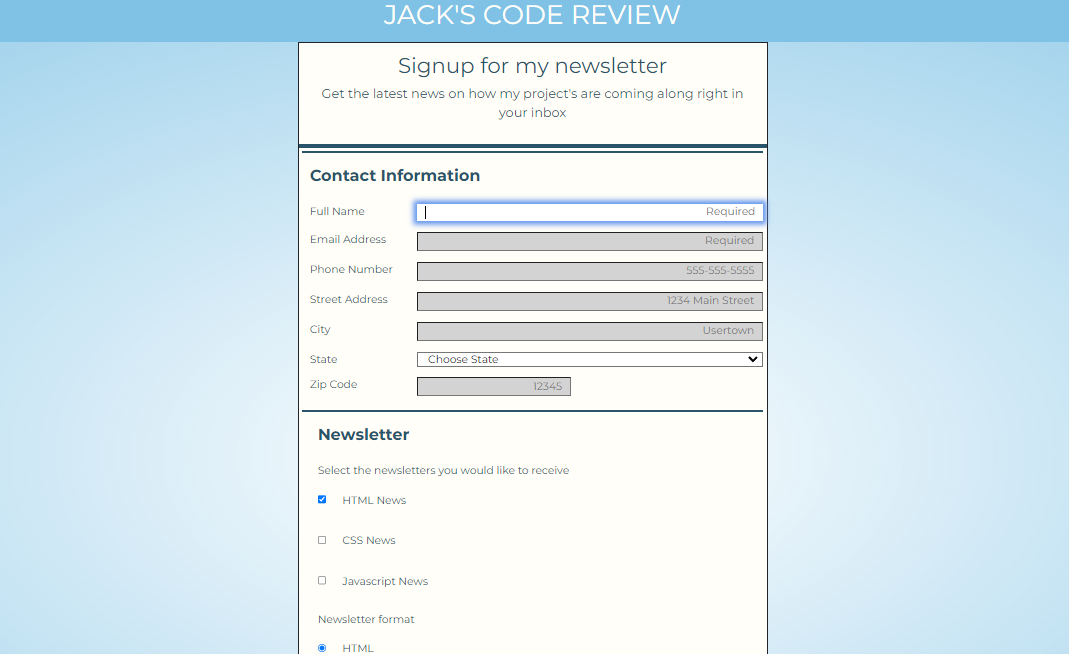 JACK'S CODE REVIEW
Signup for my newsletter
Get the latest news on how my project's are coming along right in
your inbox
Contact Information
Full Name Required
Email Address Required
Phone Number 555-555-5555
Street Address 1234 Main Street
City Usertown
State Choose State
Zip Code 12345
Newsletter
Select the newsletters you would like to receive
HTML News
CSS News
Javascript News
Newsletter format
HTML